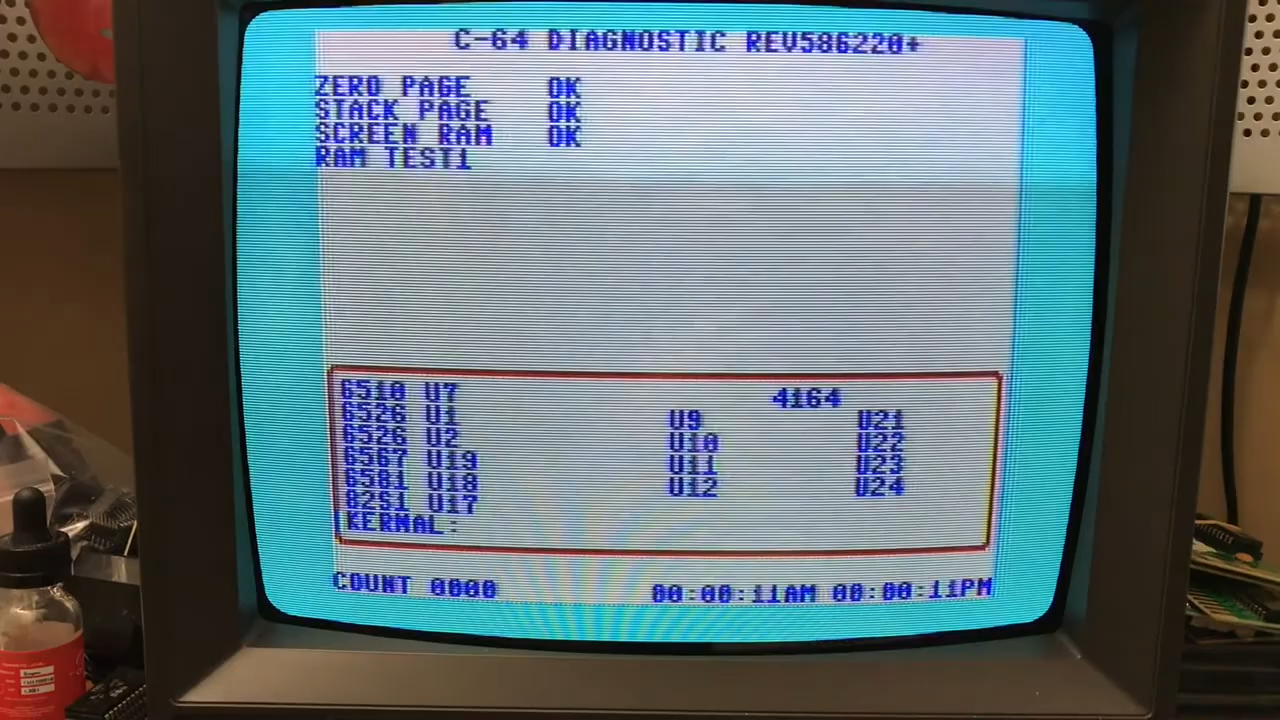 C-64 DIAGNOSTIC REV586220+
ZERO PAGE OK
STACK PAGE OK
SCREEN RAM OK
RAM TEST1
6510 U7 4164
6526 U1 U9 U21
6526 U2 U10 U22
6567 U19 U11 U23
6581 U18 U12 U24
82S1 U17
KERNAL:
COUNT 0000 00:00:11AM 00:00:11PM